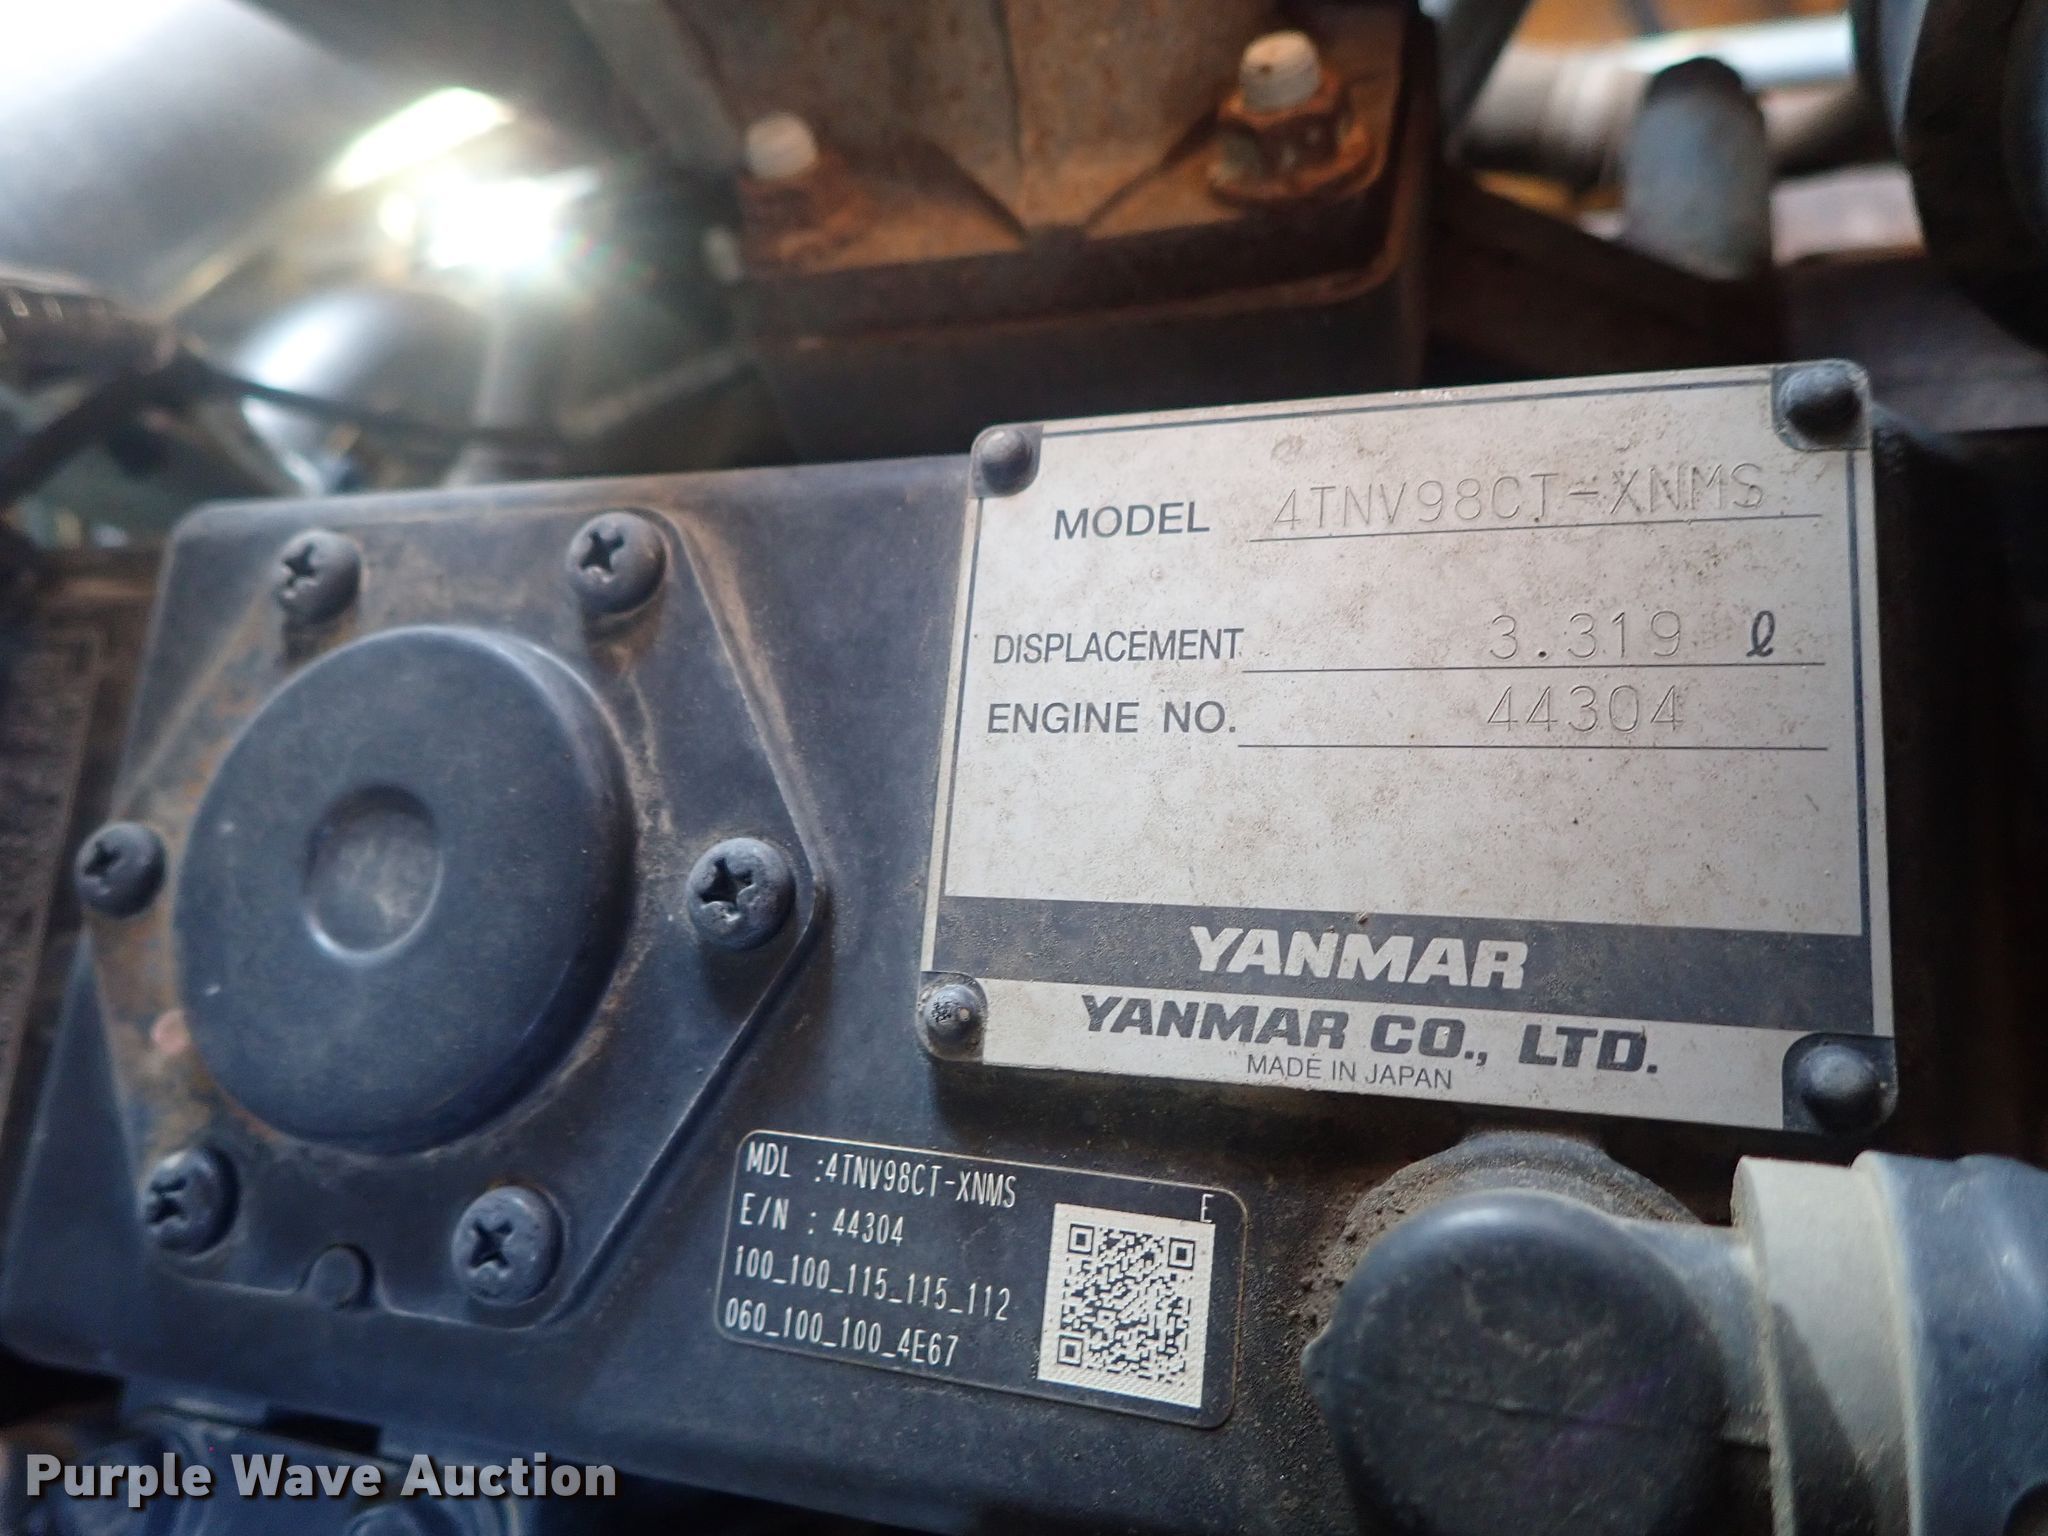 MODEL 4TNV98CT-XNMS
DISPLACEMENT 3.319 ℓ
ENGINE NO. 44304
YANMAR
YANMAR CO., LTD.
MADE IN JAPAN
MDL :4TNV98CT-XNMS
E/N : 44304
E
100_100_115_115_112
060_100_100_4E67
Purple Wave Auction